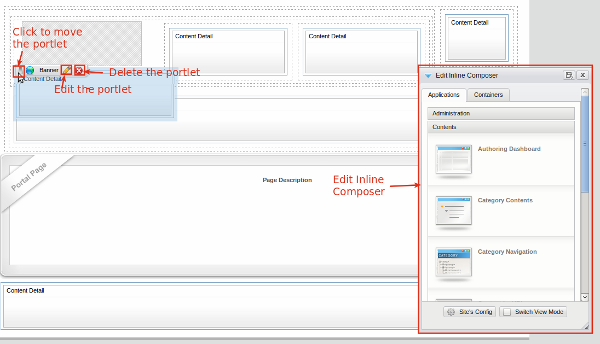 Click to move
the portlet
Content Detail
Content Detail
Content Detail
Banner
Delete the portlet
Content Detail
Edit the portlet
Portal Page
Page Description
Edit Inline
Composer
Content Detail
Edit Inline Composer
Applications
Containers
Administration
Contents
Authoring Dashboard
Category Contents
CATEGORY
Category Navigation
Site's Config
Switch View Mode